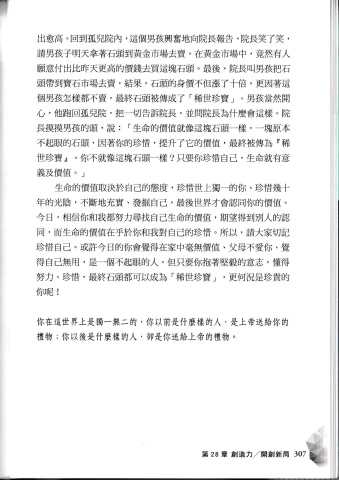 出愈高。回到孤兒院內，這個男孩興奮地向院長報告，院長笑了笑，
請男孩子明天拿著石頭到黃金市場去賣。在黃金市場中，竟然有人
願意付出比昨天更高的價錢去買這塊石頭。最後，院長叫男孩把石
頭帶到寶石市場去賣，結果，石頭的身價不但漲了十倍，更因著這
個男孩怎樣都不賣，最終石頭被傳成了「稀世珍寶」。男孩當然開
心，他跑回孤兒院，把一切告訴院長，並問院長為什麼會這樣。院
長摸摸男孩的頭，說：「生命的價值就像這塊石頭一樣，一塊原本
不起眼的石頭，因著你的珍惜，提升了它的價值，最終被傳為『稀
世珍寶』。你不就像這塊石頭一樣？只要你珍惜自己，生命就有意
義及價值。」
生命的價值取決於自己的態度，珍惜世上獨一的你、珍惜幾十
年的光陰，不斷地充實、發掘自己，最後世界才會認同你的價值。
今日，相信你和我都努力尋找自己生命的價值，期望得到別人的認
同，而生命的價值在乎於你和我對自己的珍惜。所以，請大家切記
珍惜自己。或許今日的你會覺得在家中毫無價值、父母不愛你、覺
得自己無用，是一個不起眼的人，但只要你抱著堅毅的意志，懂得
努力、珍惜，最終石頭都可以成為「稀世珍寶」，更何況是珍貴的
你呢！
你在這世界上是獨一無二的，你以前是什麼樣的人，是上帝送給你的
禮物；你以後是什麼樣的人，卻是你送給上帝的禮物。
第 28 章 創造力／開創新局 307